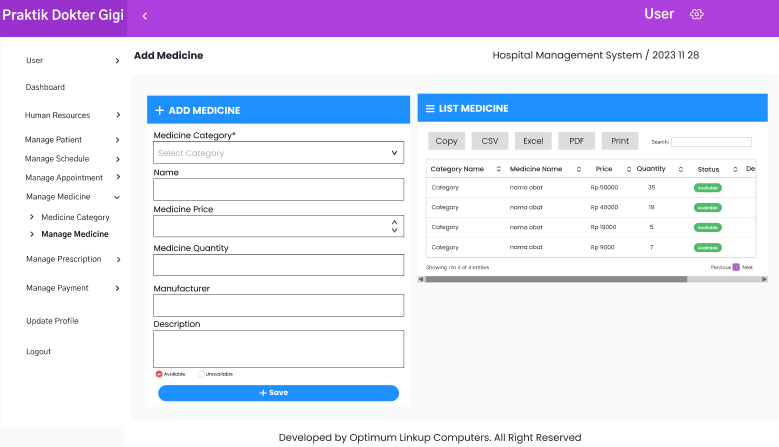 Praktik Dokter Gigi
User
User
Dashboard
Human Resources
Manage Patient
Manage Schedule
Manage Appointment
Manage Medicine
Medicine Category
Manage Medicine
Manage Prescription
Manage Payment
Update Profile
Logout
Add Medicine
Hospital Management System / 2023 11 28
+ ADD MEDICINE
Medicine Category*
Select Category
Name
Medicine Price
Medicine Quantity
Manufacturer
Description
Available Unavailable
+ Save
LIST MEDICINE
Copy CSV Excel PDF Print Search:
Category Name Medicine Name Price Quantity Status De
Category nama obat Rp 50000 35 Available
Category nama obat Rp 40000 19 Available
Category nama obat Rp 19000 5 Available
Category nama obat Rp 9000 7 Available
Showing 1 to 4 of 4 entries
Previous 1 Next
Developed by Optimum Linkup Computers. All Right Reserved